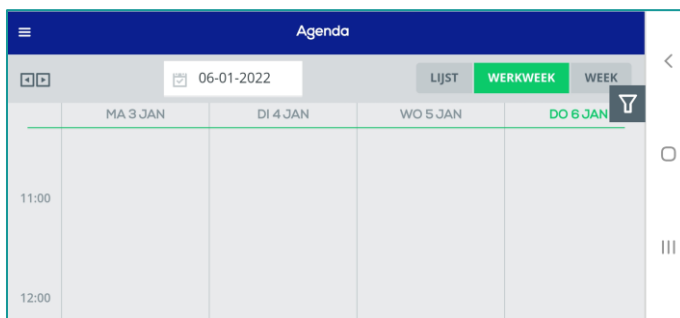 Agenda
06-01-2022 LIJST WERKWEEK WEEK
MA 3 JAN DI 4 JAN WO 5 JAN DO 6 JAN
11:00
12:00